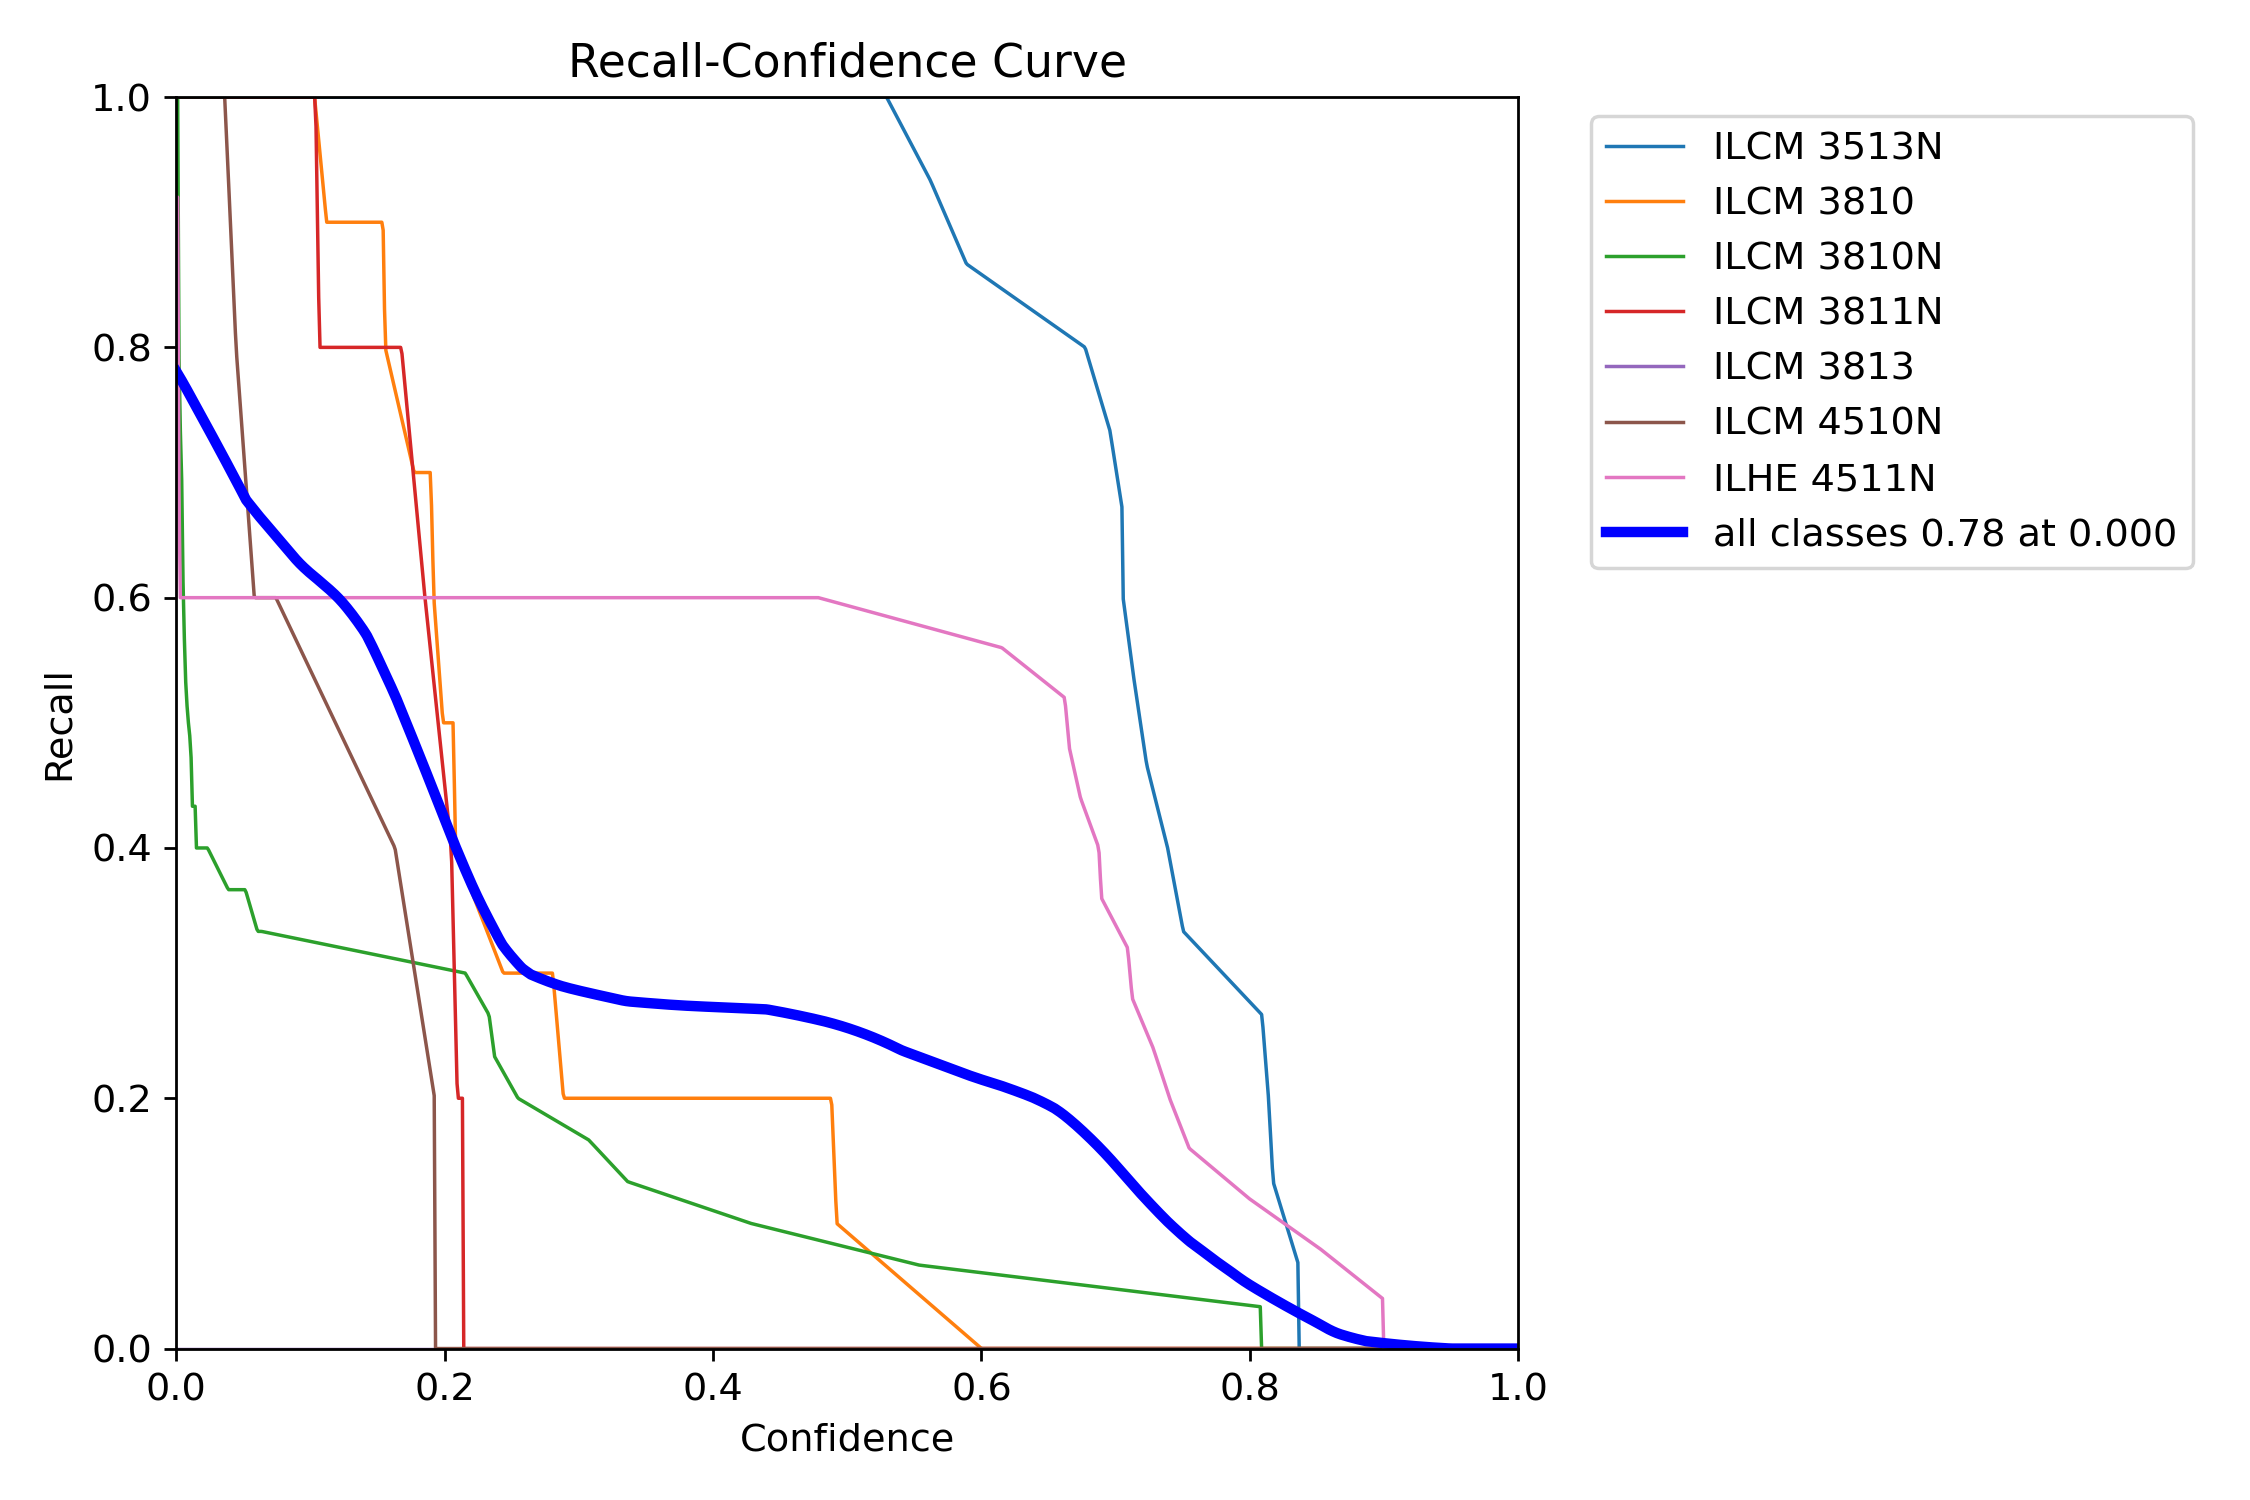 Recall-Confidence Curve
1.0
0.8
0.6
0.4
0.2
0.0
Recall
0.0 0.2 0.4 0.6 0.8 1.0
Confidence
ILCM 3513N
ILCM 3810
ILCM 3810N
ILCM 3811N
ILCM 3813
ILCM 4510N
ILHE 4511N
all classes 0.78 at 0.000